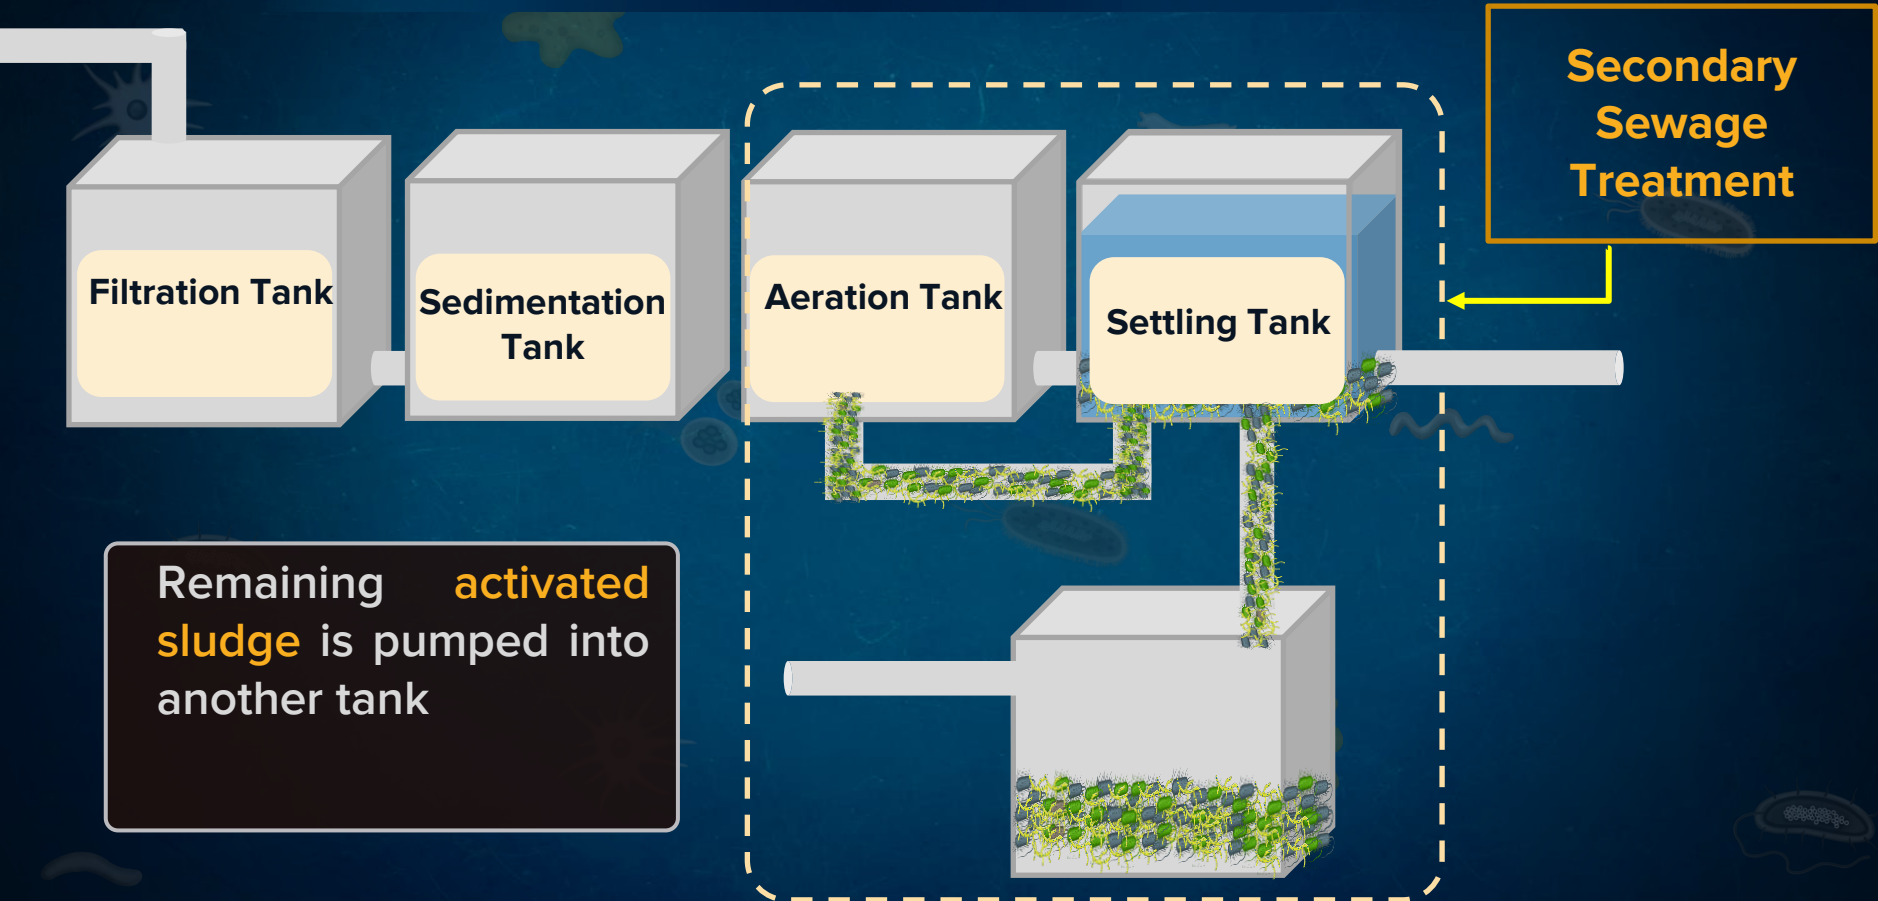 Secondary
Sewage
Treatment
Filtration Tank
Sedimentation
Tank
Aeration Tank
Settling Tank
Remaining activated
sludge is pumped into
another tank